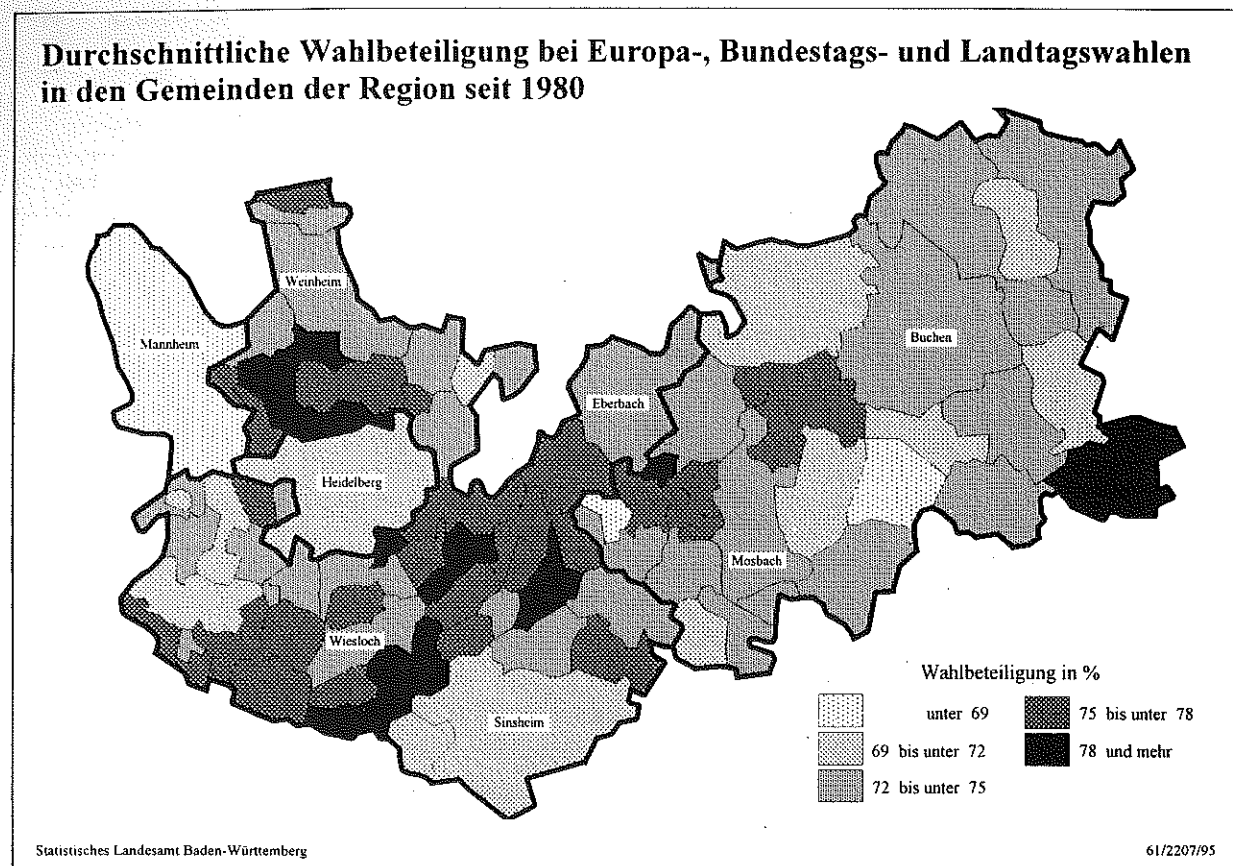 Durchschnittliche Wahlbeteiligung bei Europa-, Bundestags- und Landtagswahlen
in den Gemeinden der Region seit 1980
Weinheim
Mannheim
Buchen
Eberbach
Heidelberg
Mosbach
Wiesloch
Sinsheim
Wahlbeteiligung in %
unter 69
69 bis unter 72
72 bis unter 75
75 bis unter 78
78 und mehr
Statistisches Landesamt Baden-Württemberg
61/2207/95